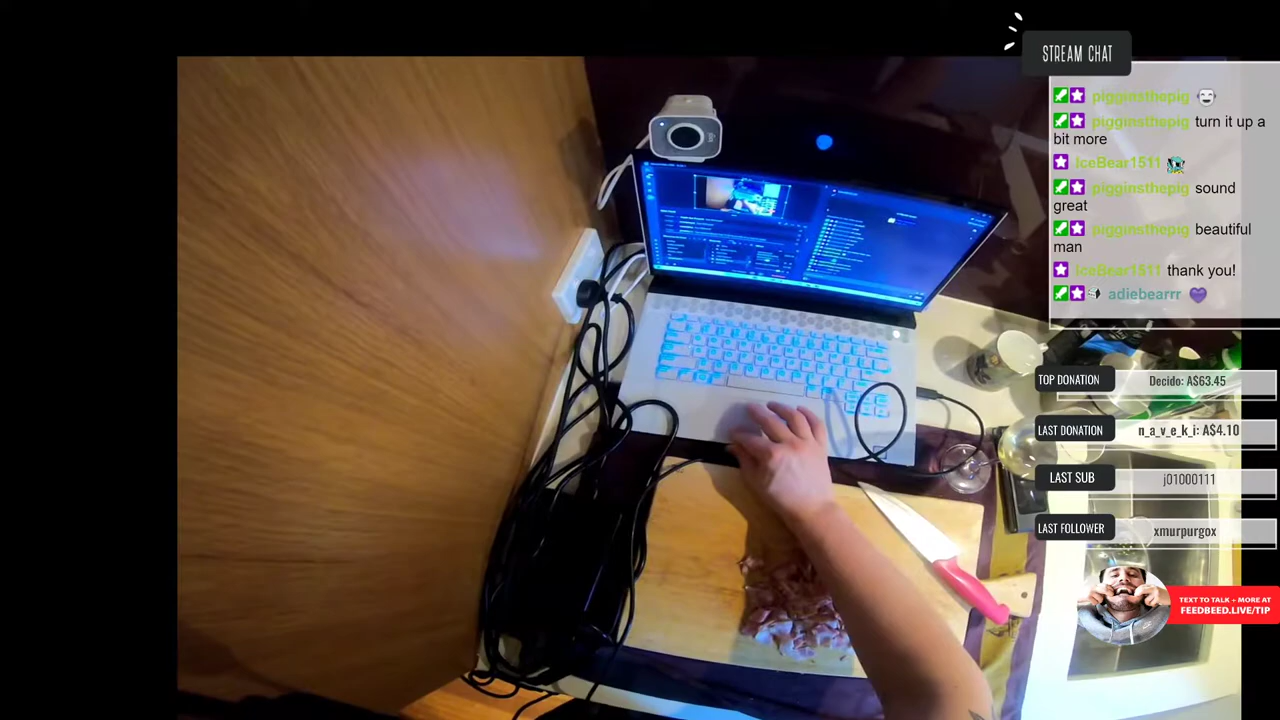 STREAM CHAT
pigginsthepig
pigginsthepig turn it up a
bit more
IceBear1511
pigginsthepig sound
great
pigginsthepig beautiful
man
IceBear1511 thank you!
adiebearrr
TOP DONATION Decido: A$63.45
LAST DONATION n_a_v_e_k_i: A$4.10
LAST SUB j01000111
LAST FOLLOWER xmurpurgox
TEXT TO TALK + MORE AT
FEEDBEED.LIVE/TIP